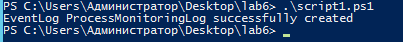 PS C:\Users\Администратор\Desktop\lab6> .\script1.ps1
EventLog ProcessMonitoringLog successfully created
PS C:\Users\Администратор\Desktop\lab6>